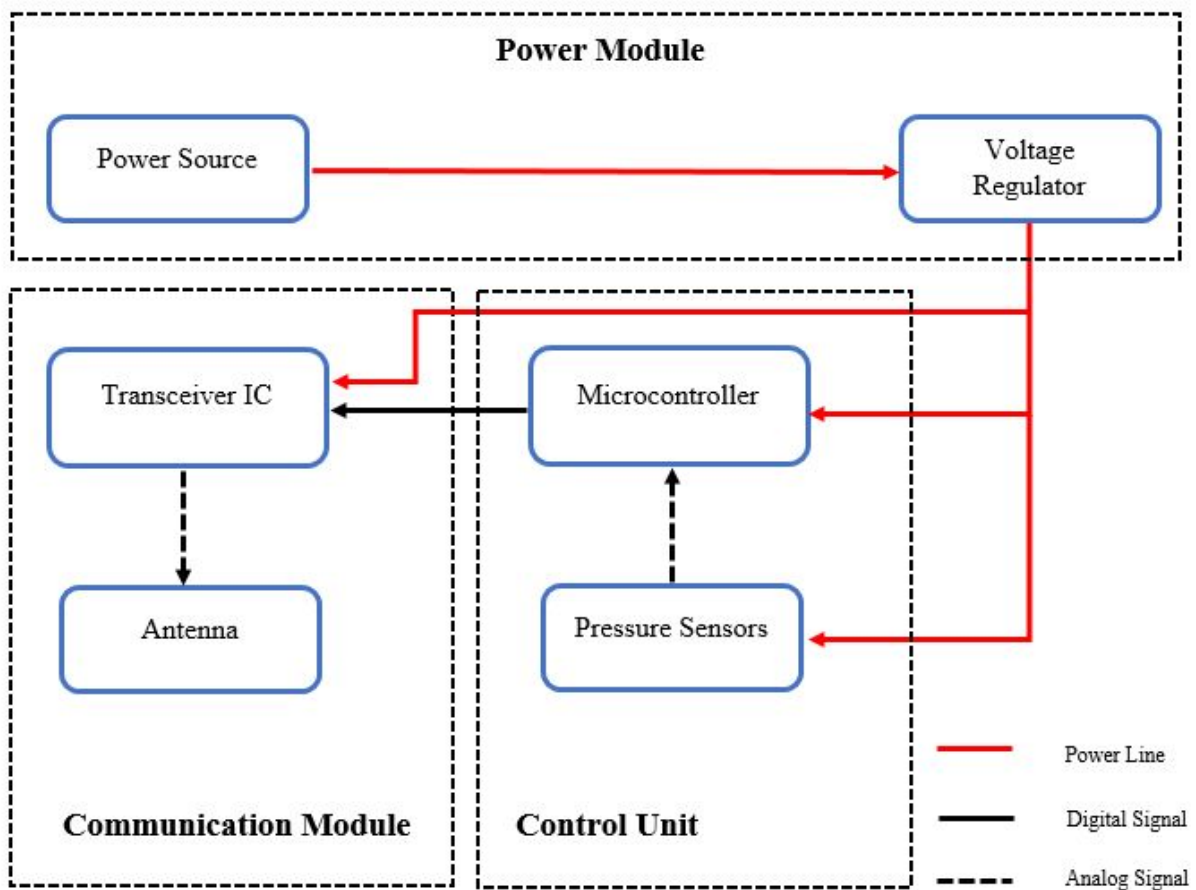 Power Module
Power Source
Voltage
Regulator
Transceiver IC
Microcontroller
Antenna
Pressure Sensors
Communication Module
Control Unit
Power Line
Digital Signal
Analog Signal